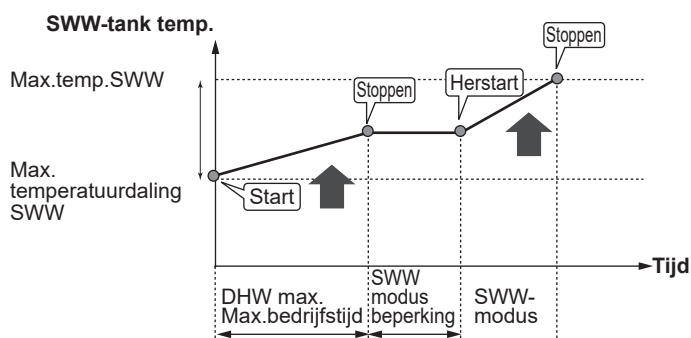 SWW-tank temp.
Stoppen
Max.temp.SWW
Stoppen
Herstart
Max.
temperatuurdaling
SWW
Start
Tijd
DHW max.
Max.bedrijfstijd
SWW
modus
beperking
SWW-
modus